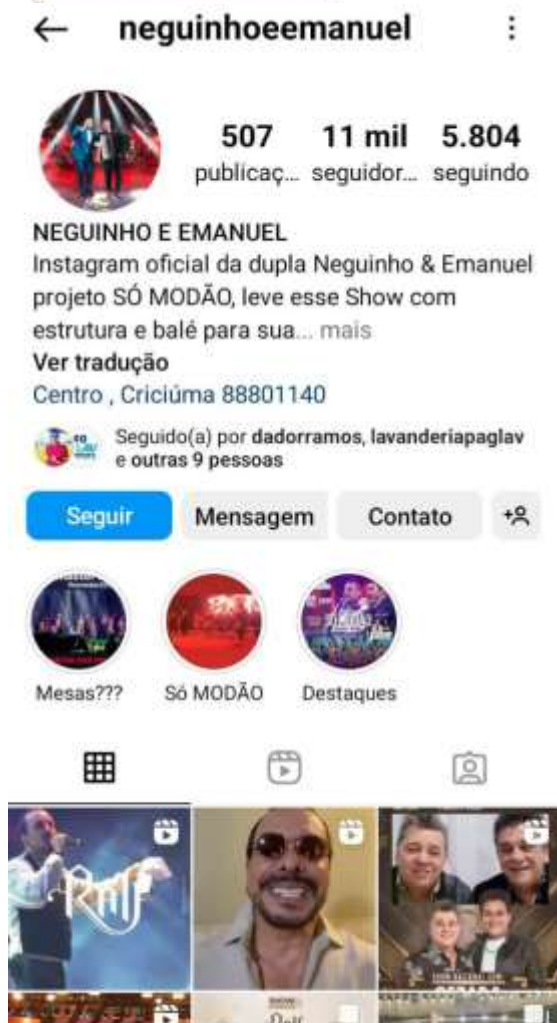 neguinhoeemanuel
507 11 mil 5.804
publicaç... seguidor... seguindo
NEGUINHO E EMANUEL
Instagram oficial da dupla Neguinho & Emanuel
projeto SÓ MODÃO, leve esse Show com
estrutura e balé para sua... mais
Ver tradução
Centro , Criciúma 88801140
Seguido(a) por dadorramos, lavanderiapaglav
e outras 9 pessoas
Seguir Mensagem Contato
Mesas??? Só MODÃO Destaques
Ralf